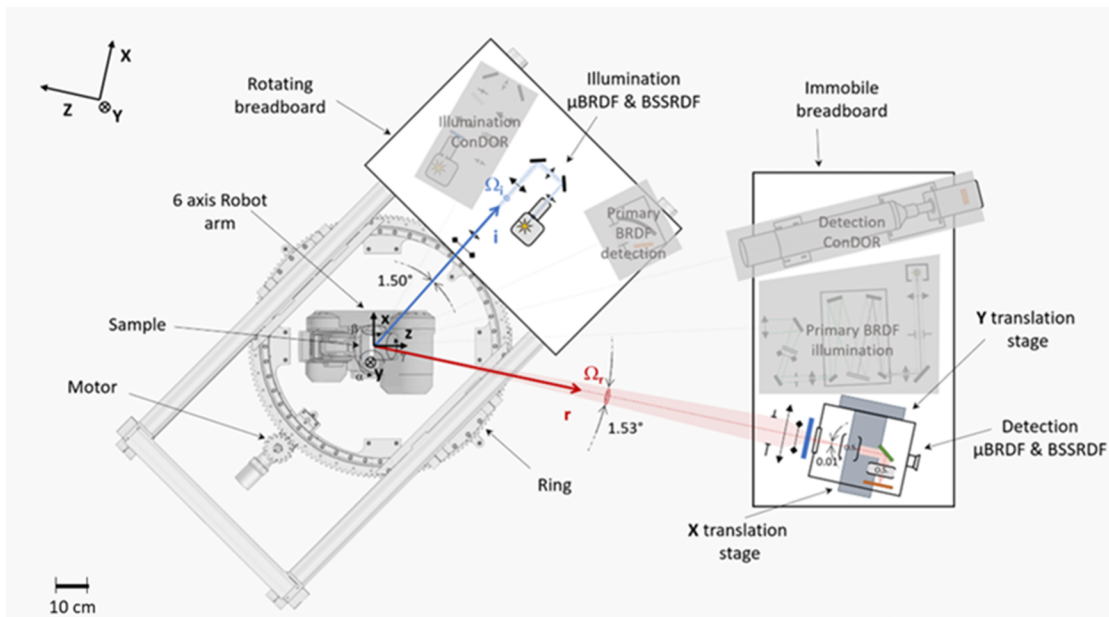 X
Z
Y
Rotating
breadboard
Illumination
μBRDF & BSSRDF
Immobile
breadboard
Illumination
ConDOR
6 axis Robot
arm
Ωi
i
Primary
BRDF
detection
Detection
ConDOR
1.50°
Sample
x
z
β
γ
α
y
Primary BRDF
illumination
Y translation
stage
Motor
Ωr
r
1.53°
0.01°
Detection
μBRDF & BSSRDF
Ring
X translation
stage
10 cm